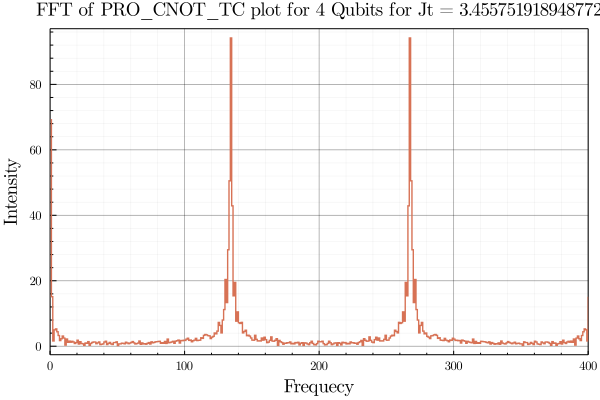 FFT of PRO_CNOT_TC plot for 4 Qubits for Jt = 3.455751918948772
Intensity
80
60
40
20
0
0 100 200 300 400
Frequecy